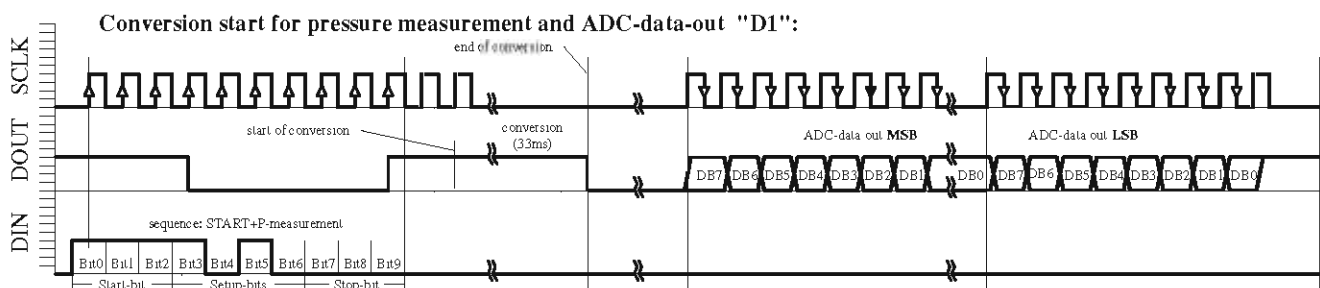 Conversion start for pressure measurement and ADC-data-out "D1":
end of conversion
SCLK
start of conversion
conversion
(33ms)
ADC-data out MSB
ADC-data out LSB
DOUT
DB7 DB6 DB5 DB4 DB3 DB2 DB1 DB0 DB7 DB6 DB5 DB4 DB3 DB2 DB1 DB0
sequence: START+P-measurement
DIN
Bit0 Bit1 Bit2 Bit3 Bit4 Bit5 Bit6 Bit7 Bit8 Bit9
Start-bit Setup-bits Stop-bit